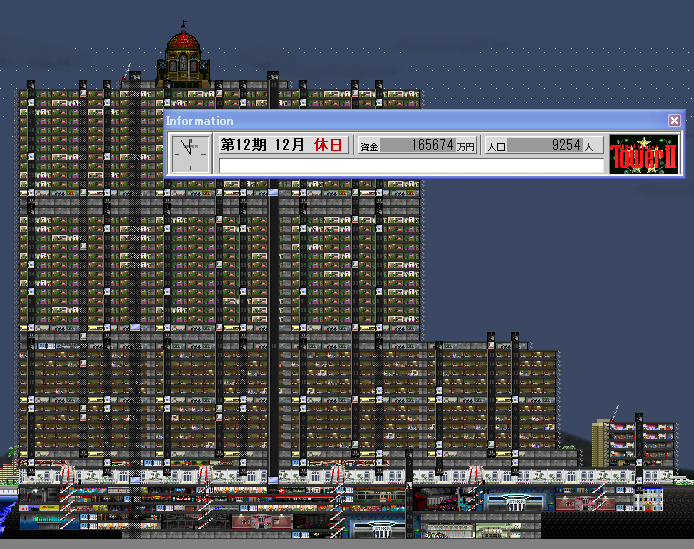 Information
第12期 12月 休日
資金 165674 万円
人口 9254 人
The Tower II